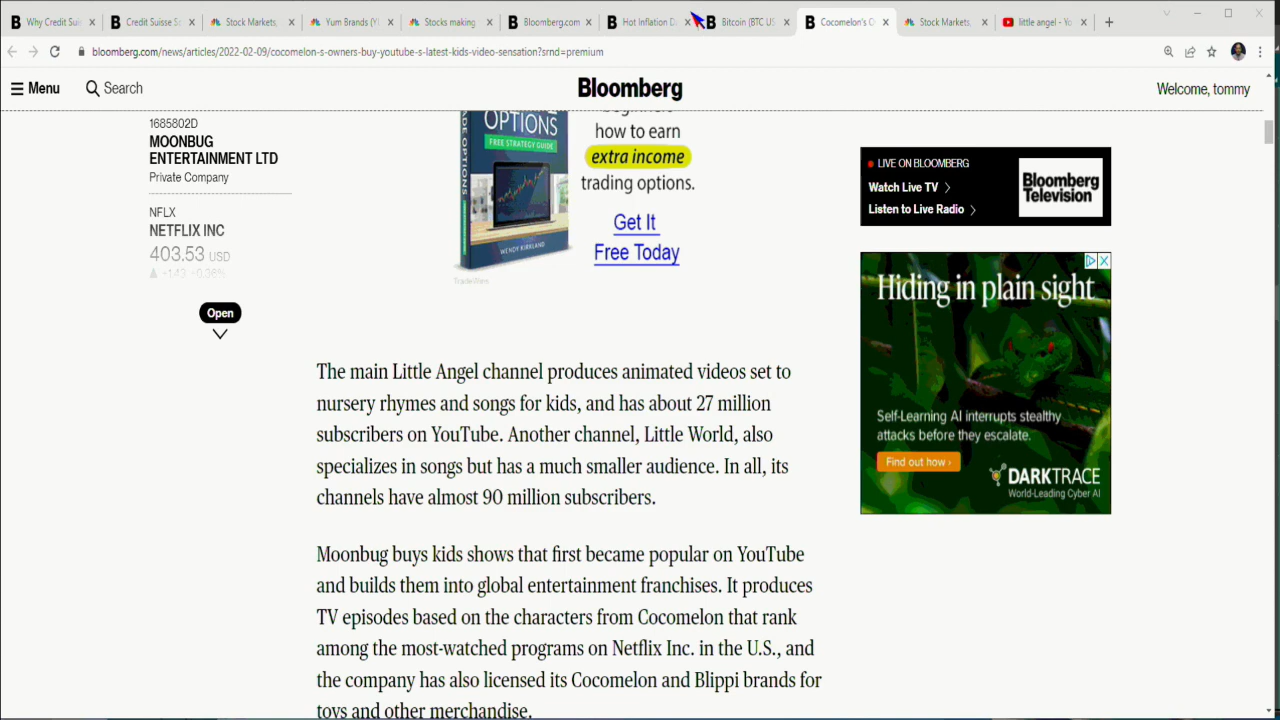 Why Credit Sui
Credit Suisse S
Stock Markets,
Yum Brands (Y
Stocks making
Bloomberg.com
Hot Inflation D
Bitcoin (BTC US
Cocomelon's O
Stock Markets,
little angel - Yo
bloomberg.com/news/articles/2022-02-09/cocomelon-s-owners-buy-youtube-s-latest-kids-video-sensation?srnd=premium
Menu
Search
Bloomberg
Welcome, tommy
1685802D
MOONBUG
ENTERTAINMENT LTD
Private Company
NFLX
NETFLIX INC
403.53 USD
+1.43 +0.36%
Open
OPTIONS
FREE STRATEGY GUIDE
WENDY KIRKLAND
how to earn
extra income
trading options.
Get It
Free Today
LIVE ON BLOOMBERG
Watch Live TV
Listen to Live Radio
Bloomberg
Television
Hiding in plain sight
Self-Learning AI interrupts stealthy
attacks before they escalate.
Find out how ›
DARKTRACE
World-Leading Cyber AI
The main Little Angel channel produces animated videos set to
nursery rhymes and songs for kids, and has about 27 million
subscribers on YouTube. Another channel, Little World, also
specializes in songs but has a much smaller audience. In all, its
channels have almost 90 million subscribers.
Moonbug buys kids shows that first became popular on YouTube
and builds them into global entertainment franchises. It produces
TV episodes based on the characters from Cocomelon that rank
among the most-watched programs on Netflix Inc. in the U.S., and
the company has also licensed its Cocomelon and Blippi brands for
toys and other merchandise.